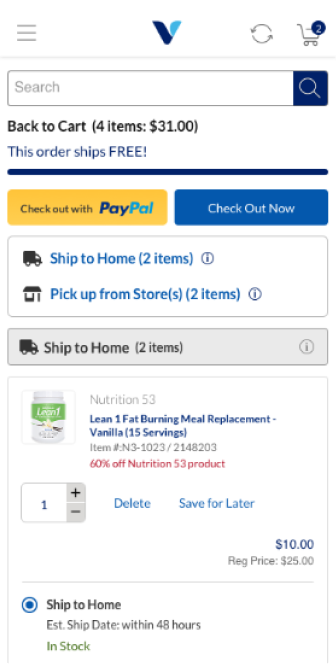 2
Search
Back to Cart (4 items: $31.00)
This order ships FREE!
Check out with PayPal
Check Out Now
Ship to Home (2 items)
Pick up from Store(s) (2 items)
Ship to Home (2 items)
Nutrition 53
Lean 1 Fat Burning Meal Replacement -
Vanilla (15 Servings)
Item #:N3-1023 / 2148203
60% off Nutrition 53 product
Lean1
1
+
−
Delete
Save for Later
$10.00
Reg Price: $25.00
Ship to Home
Est. Ship Date: within 48 hours
In Stock